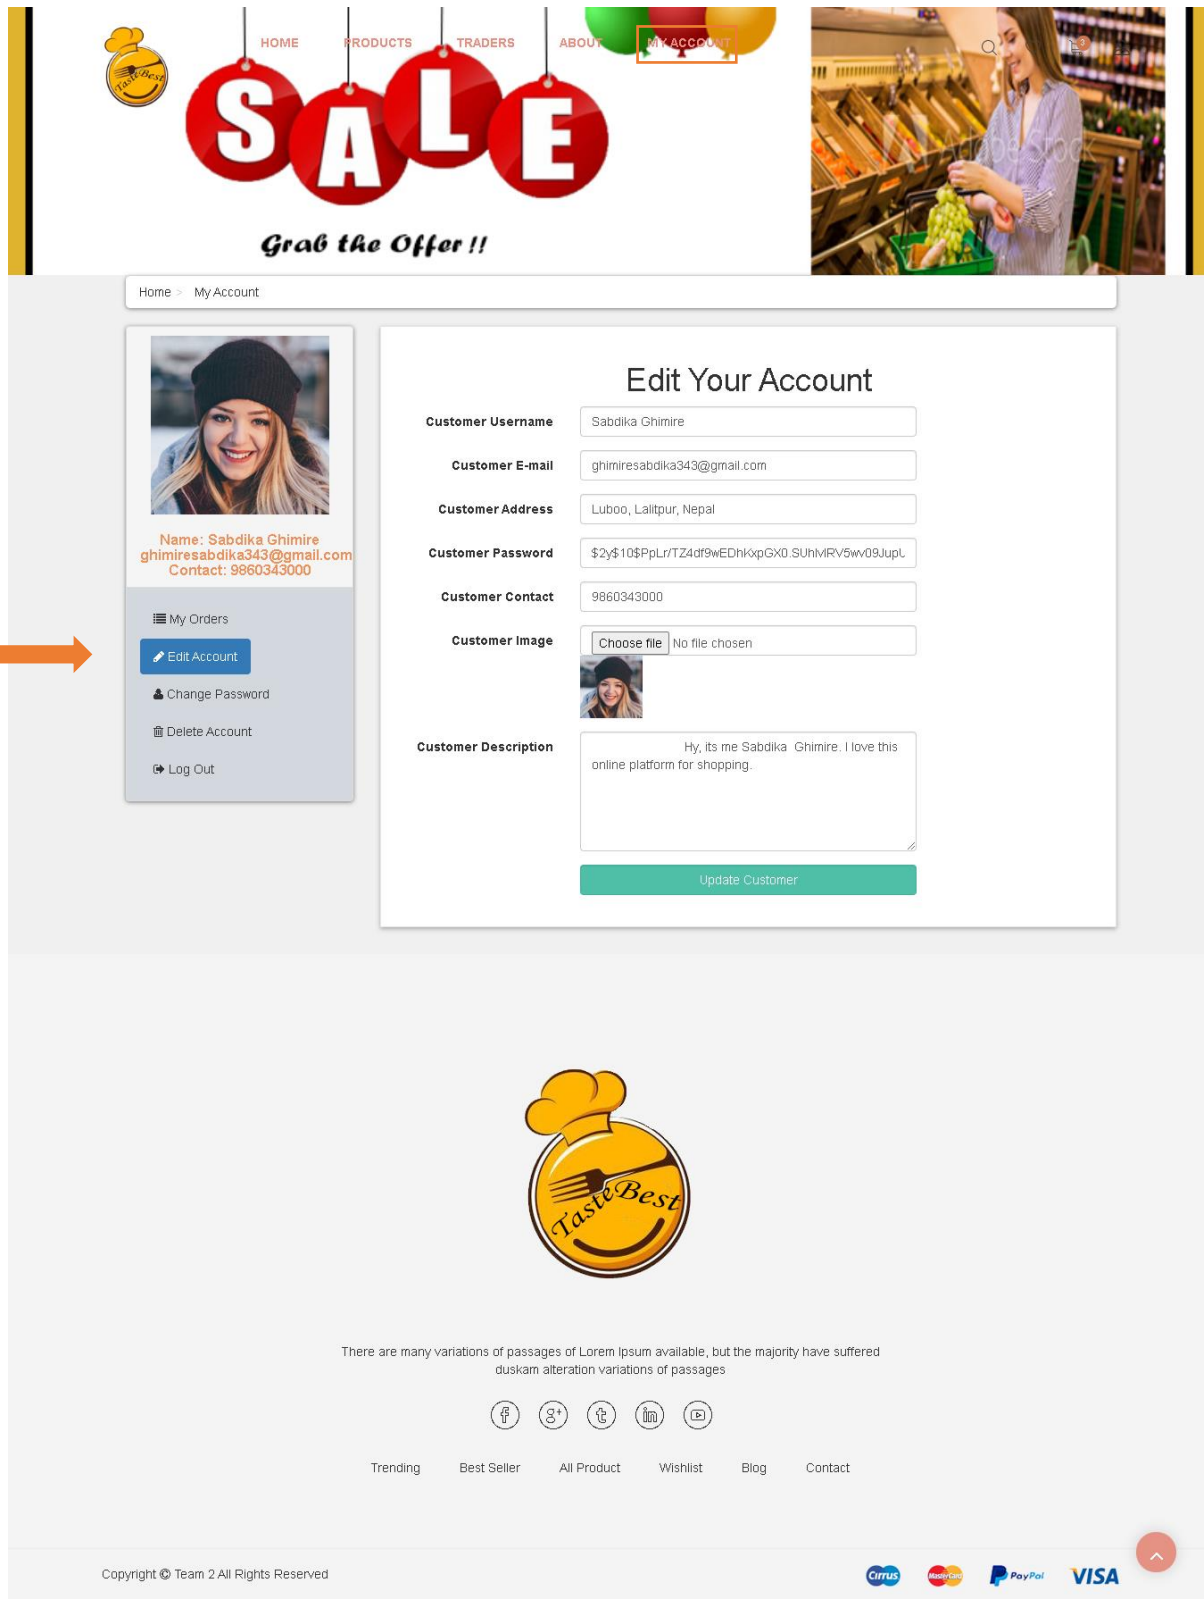 HOME PRODUCTS TRADERS ABOUT MY ACCOUNT
TasteBest
3
SALE
Grab the Offer !!
Adobe Stock
Home > My Account
Name: Sabdika Ghimire
ghimiresabdika343@gmail.com
Contact: 9860343000
My Orders
Edit Account
Change Password
Delete Account
Log Out
Edit Your Account
Customer Username Sabdika Ghimire
Customer E-mail ghimiresabdika343@gmail.com
Customer Address Luboo, Lalitpur, Nepal
Customer Password
Customer Contact 9860343000
Customer Image Choose file No file chosen
Customer Description Hy, its me Sabdika Ghimire. I love this
online platform for shopping.
Update Customer
TasteBest
There are many variations of passages of Lorem Ipsum available, but the majority have suffered
duskam alteration variations of passages
Trending Best Seller All Product Wishlist Blog Contact
Copyright © Team 2 All Rights Reserved
Cirrus MasterCard PayPal VISA